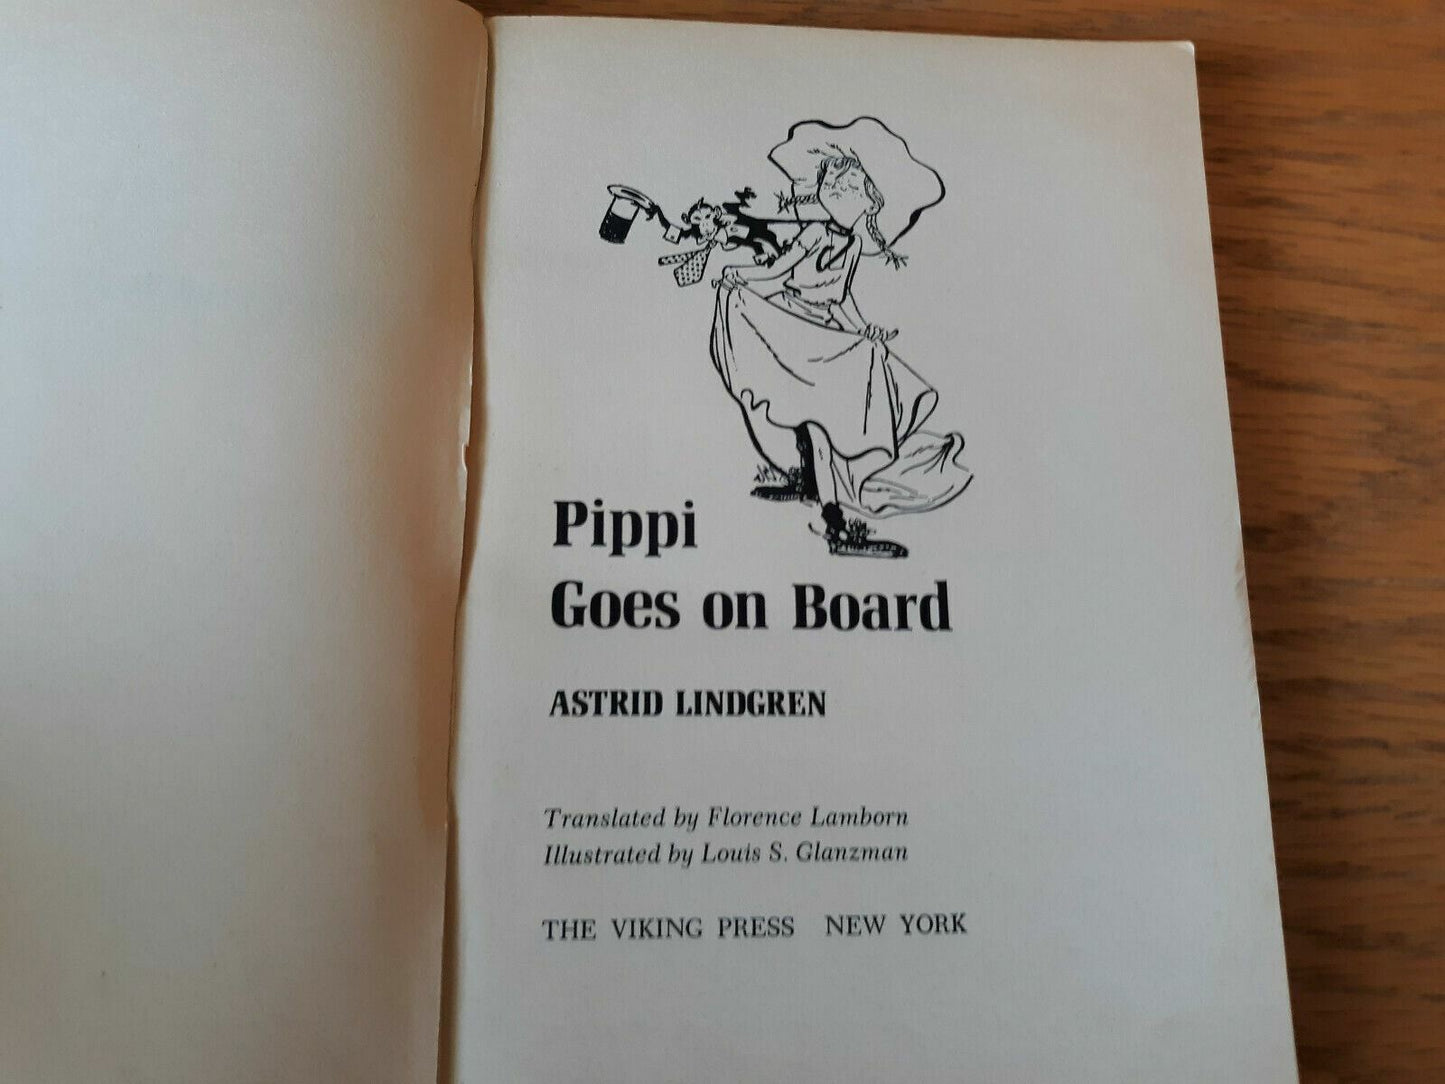 Pippi
Goes on Board
ASTRID LINDGREN
Translated by Florence Lamborn
Illustrated by Louis S. Glanzman
THE VIKING PRESS NEW YORK